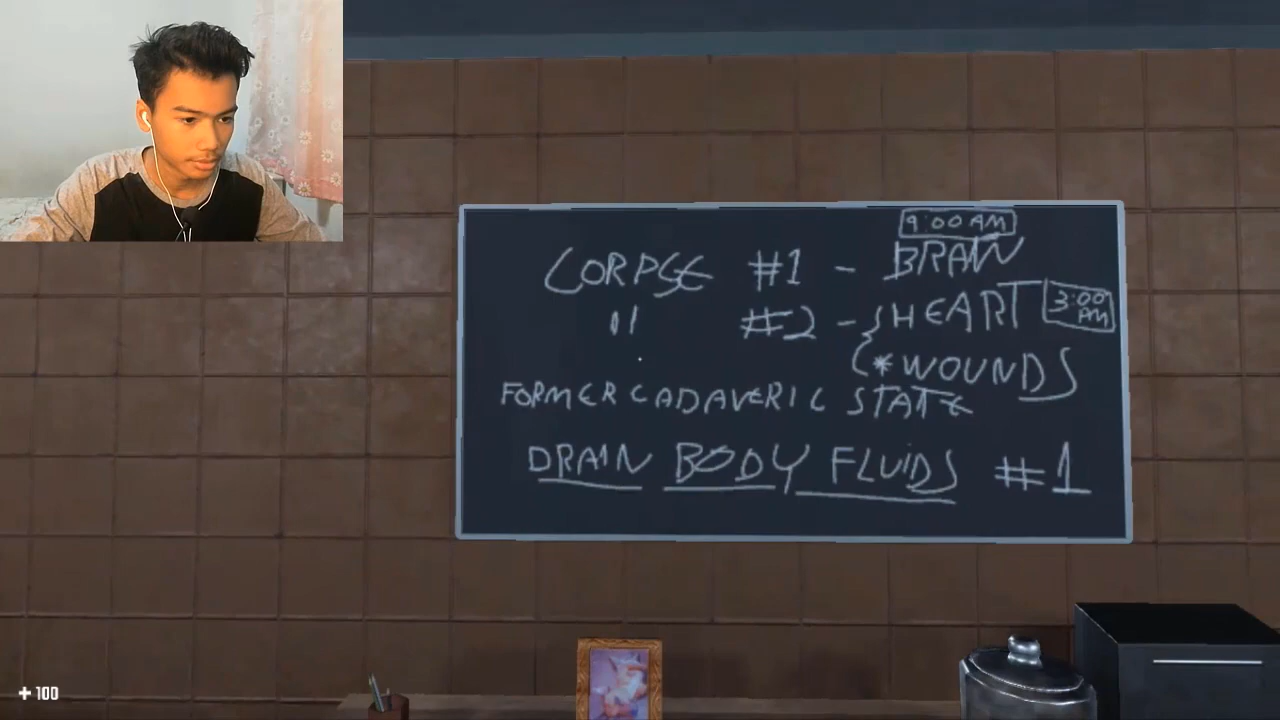 9:00 AM
CORPSE #1 - BRAIN
" #2 - HEART 3:00 PM
* WOUNDS
FORMER CADAVERIC STATE
DRAIN BODY FLUIDS #1
+ 100